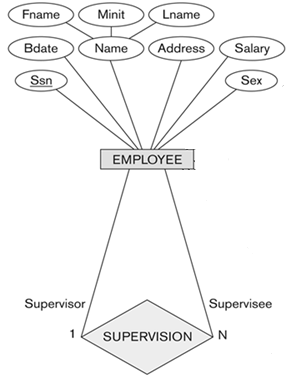 Fname Minit Lname
Bdate Name Address Salary
Ssn Sex
EMPLOYEE
Supervisor Supervisee
1 SUPERVISION N